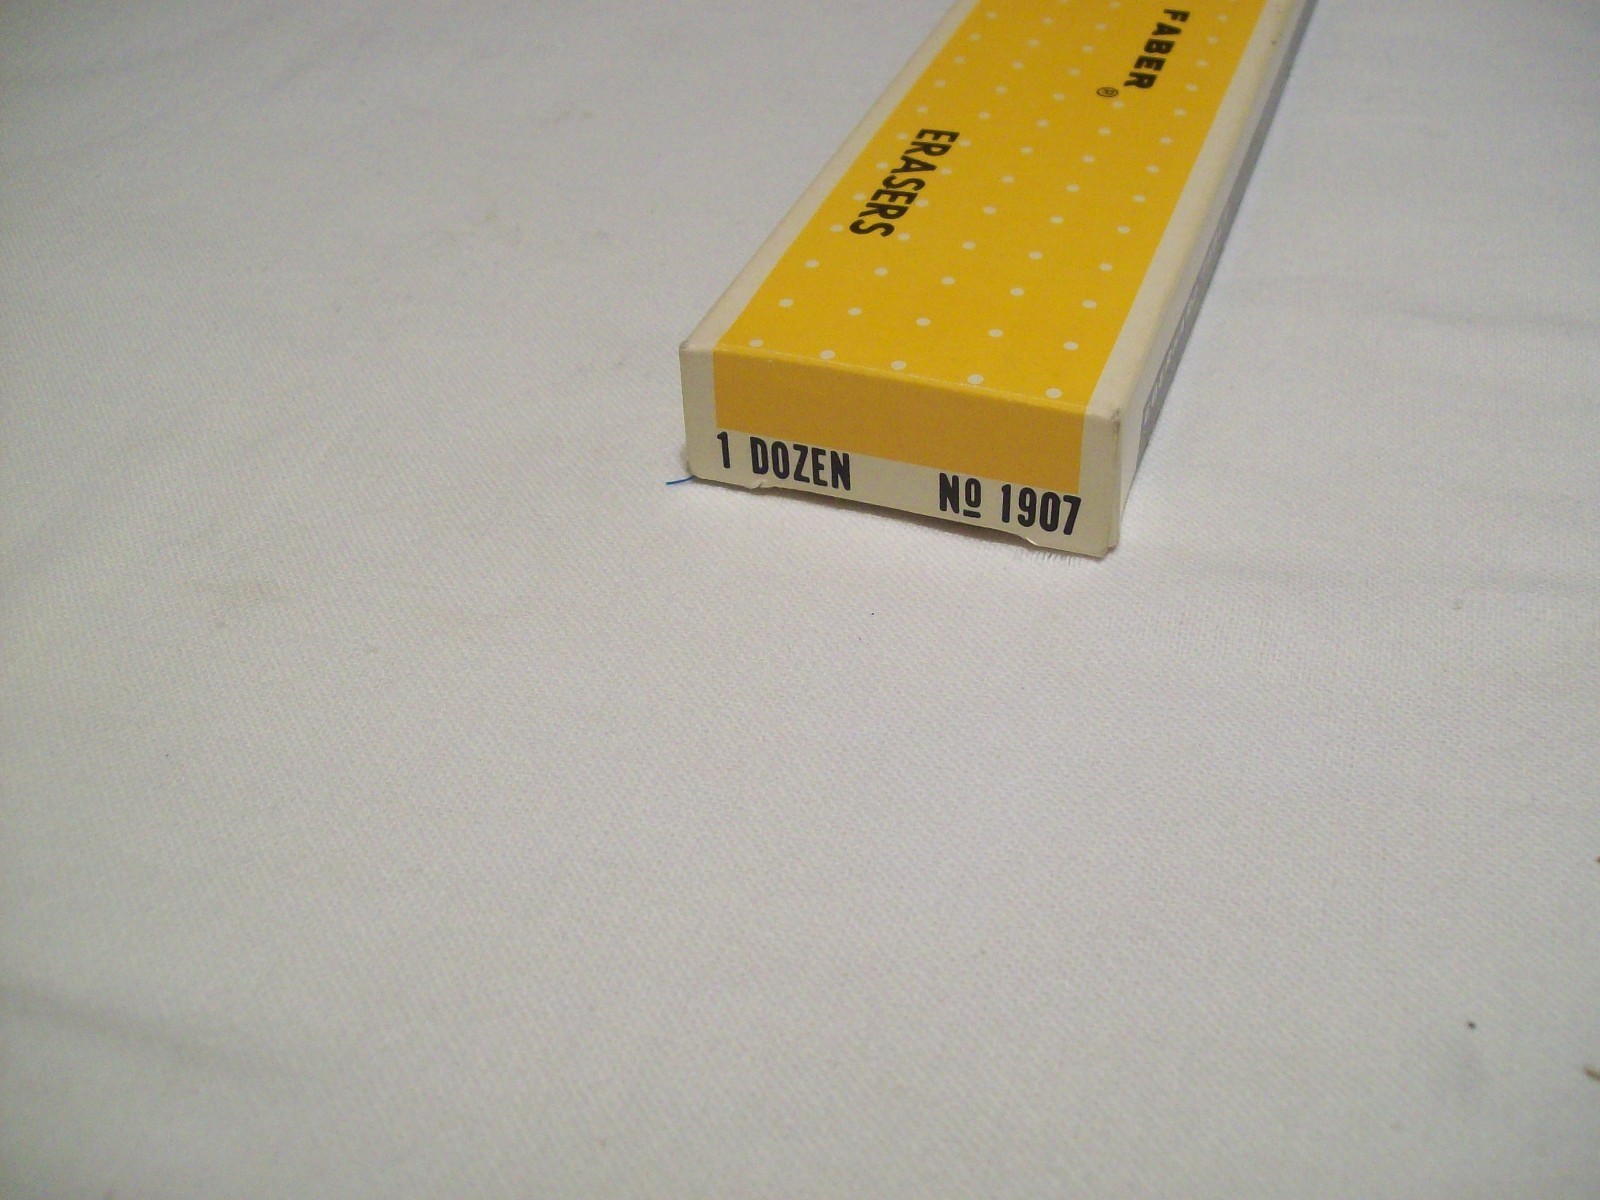 FABER ®
ERASERS
1 DOZEN Nº 1907